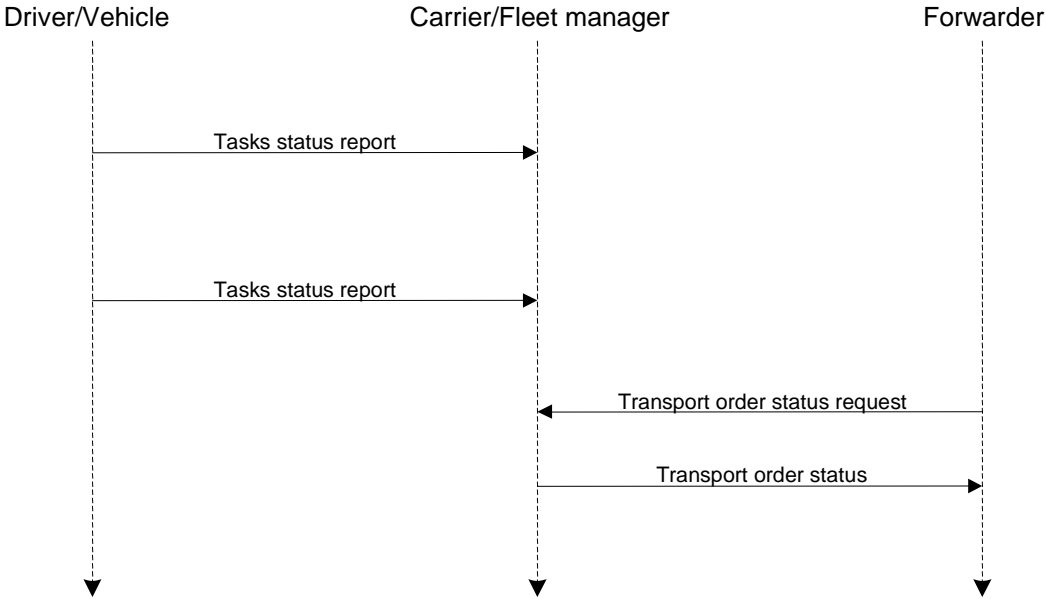 Driver/Vehicle
Carrier/Fleet manager
Forwarder
Tasks status report
Tasks status report
Transport order status request
Transport order status